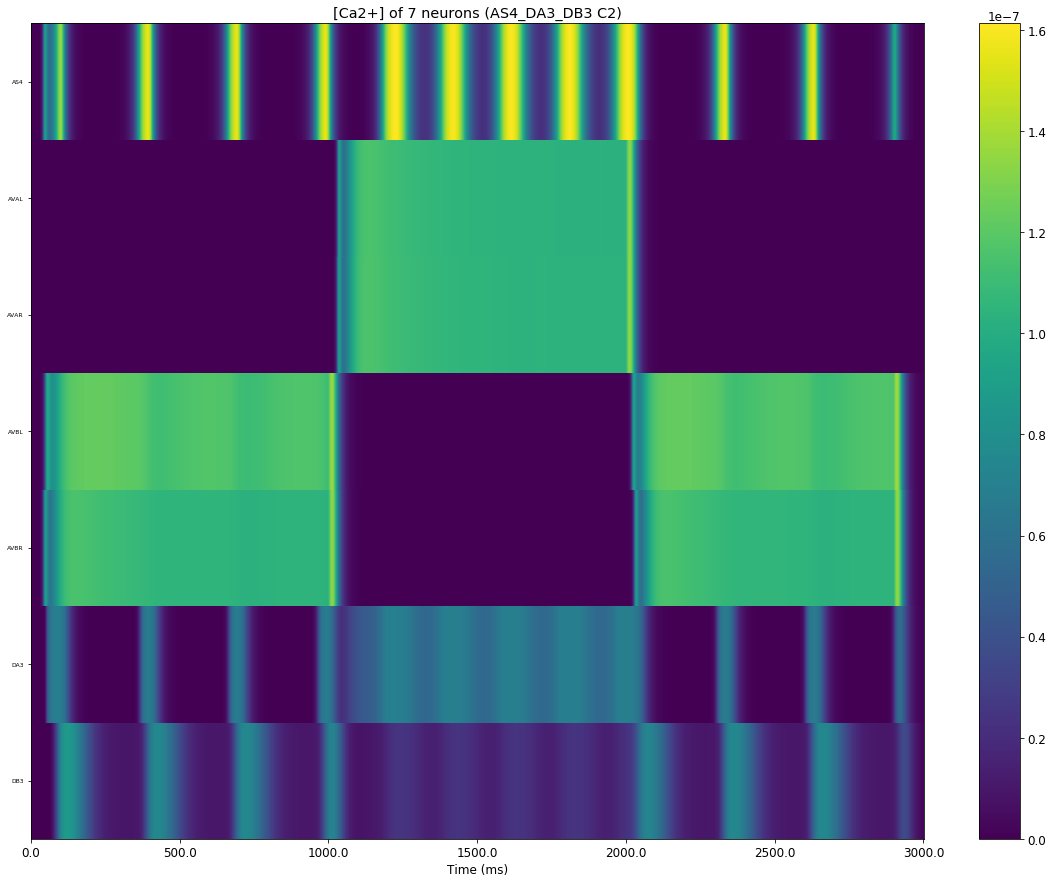 [Ca2+] of 7 neurons (AS4_DA3_DB3 C2)
1e−7
1.6
1.4
1.2
1.0
0.8
0.6
0.4
0.2
0.0
AS4
AVAL
AVAR
AVBL
AVBR
DA3
DB3
0.0 500.0 1000.0 1500.0 2000.0 2500.0 3000.0
Time (ms)